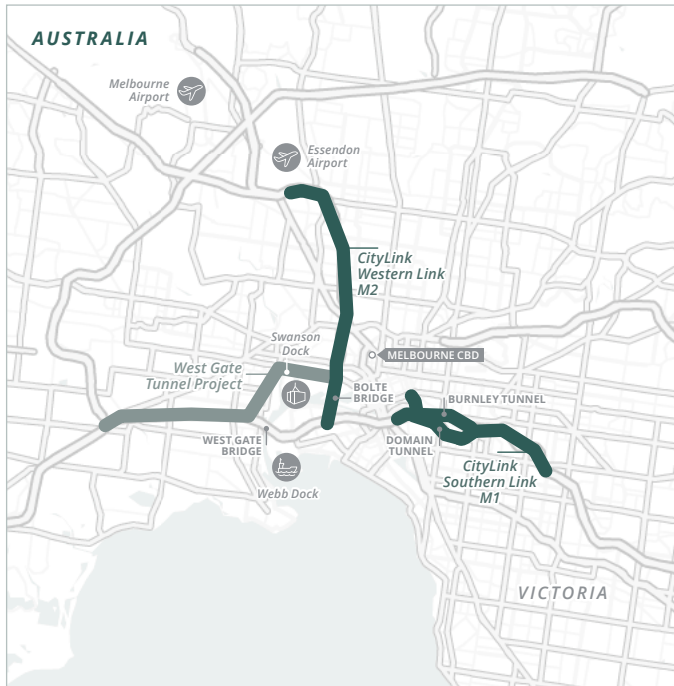 AUSTRALIA
Melbourne
Airport
Essendon
Airport
CityLink
Western Link
M2
Swanson
Dock
MELBOURNE CBD
West Gate
Tunnel Project
BOLTE
BRIDGE
BURNLEY TUNNEL
WEST GATE
BRIDGE
DOMAIN
TUNNEL
CityLink
Southern Link
M1
Webb Dock
VICTORIA